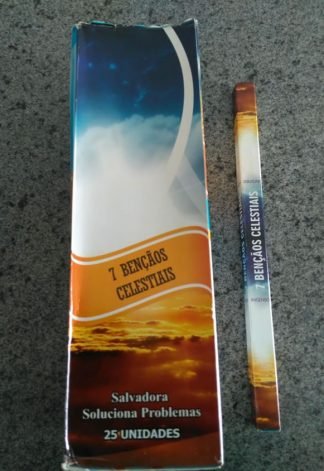 7 BENÇÃOS
CELESTIAIS
Salvadora
Soluciona Problemas
25 UNIDADES
7 BENÇÃOS CELESTIAIS